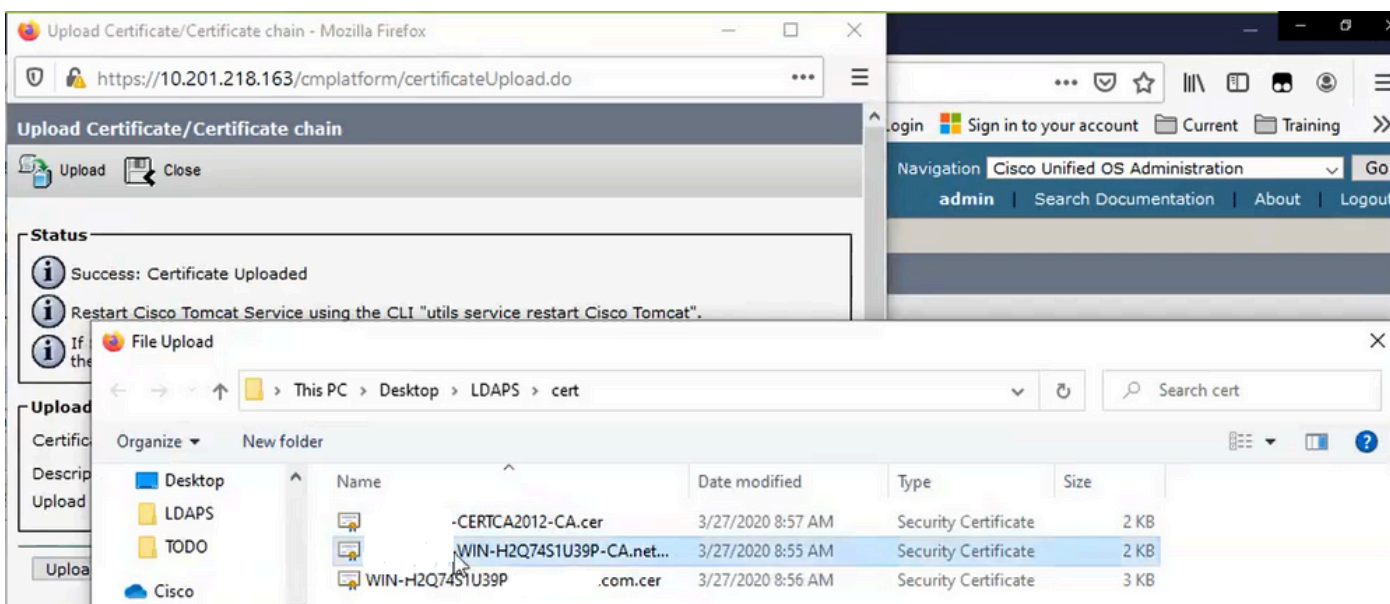 Upload Certificate/Certificate chain - Mozilla Firefox
https://10.201.218.163/cmplatform/certificateUpload.do
Upload Certificate/Certificate chain
Upload Close
Status
Success: Certificate Uploaded
Restart Cisco Tomcat Service using the CLI "utils service restart Cisco Tomcat".
If
the
Upload
Certific
Descrip
Upload
Uploa
.ogin Sign in to your account Current Training
Navigation Cisco Unified OS Administration Go
admin | Search Documentation | About | Logout
File Upload
This PC > Desktop > LDAPS > cert
Search cert
Organize New folder
Desktop
LDAPS
TODO
Cisco
Name Date modified Type Size
-CERTCA2012-CA.cer 3/27/2020 8:57 AM Security Certificate 2 KB
WIN-H2Q74S1U39P-CA.net... 3/27/2020 8:55 AM Security Certificate 2 KB
WIN-H2Q74S1U39P .com.cer 3/27/2020 8:56 AM Security Certificate 3 KB